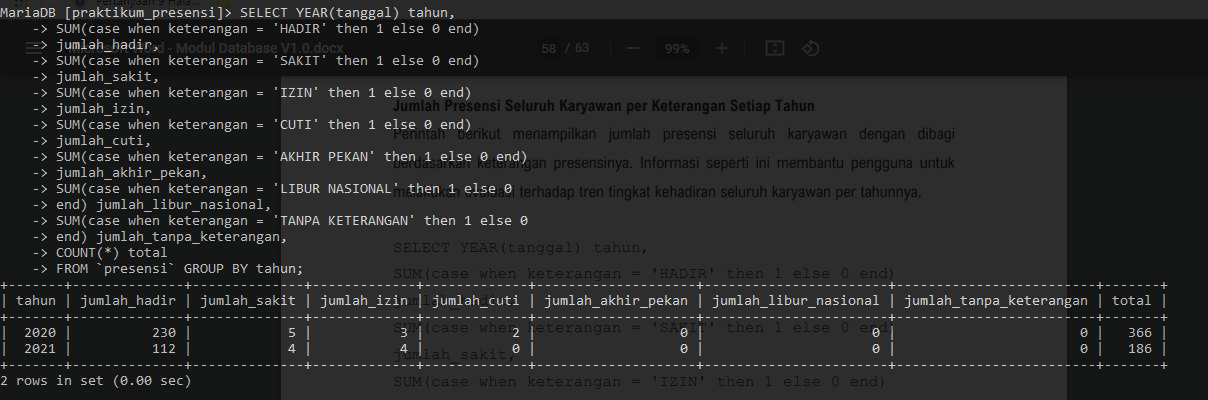 MariaDB [praktikum_presensi]> SELECT YEAR(tanggal) tahun,
-> SUM(case when keterangan = 'HADIR' then 1 else 0 end)
-> jumlah_hadir,
-> SUM(case when keterangan = 'SAKIT' then 1 else 0 end)
-> jumlah_sakit,
-> SUM(case when keterangan = 'IZIN' then 1 else 0 end)
-> jumlah_izin,
-> SUM(case when keterangan = 'CUTI' then 1 else 0 end)
-> jumlah_cuti,
-> SUM(case when keterangan = 'AKHIR PEKAN' then 1 else 0 end)
-> jumlah_akhir_pekan,
-> SUM(case when keterangan = 'LIBUR NASIONAL' then 1 else 0
-> end) jumlah_libur_nasional,
-> SUM(case when keterangan = 'TANPA KETERANGAN' then 1 else 0
-> end) jumlah_tanpa_keterangan,
-> COUNT(*) total
-> FROM `presensi` GROUP BY tahun;
| tahun | jumlah_hadir | jumlah_sakit | jumlah_izin | jumlah_cuti | jumlah_akhir_pekan | jumlah_libur_nasional | jumlah_tanpa_keterangan | total |
| 2020 | 230 | 5 | 3 | 2 | 0 | 0 | 0 | 366 |
| 2021 | 112 | 4 | 4 | 0 | 0 | 0 | 0 | 186 |
2 rows in set (0.00 sec)
- Modul Database V1.0.docx
58 / 63
99%
Jumlah Presensi Seluruh Karyawan per Keterangan Setiap Tahun
Perintah berikut menampilkan jumlah presensi seluruh karyawan dengan dibagi
berdasarkan keterangan presensinya. Informasi seperti ini membantu pengguna untuk
melakukan evaluasi terhadap tren tingkat kehadiran seluruh karyawan per tahunnya.
SELECT YEAR(tanggal) tahun,
SUM(case when keterangan = 'HADIR' then 1 else 0 end)
SUM(case when keterangan = 'SAKIT' then 1 else 0 end)
jumlah_sakit,
SUM(case when keterangan = 'IZIN' then 1 else 0 end)